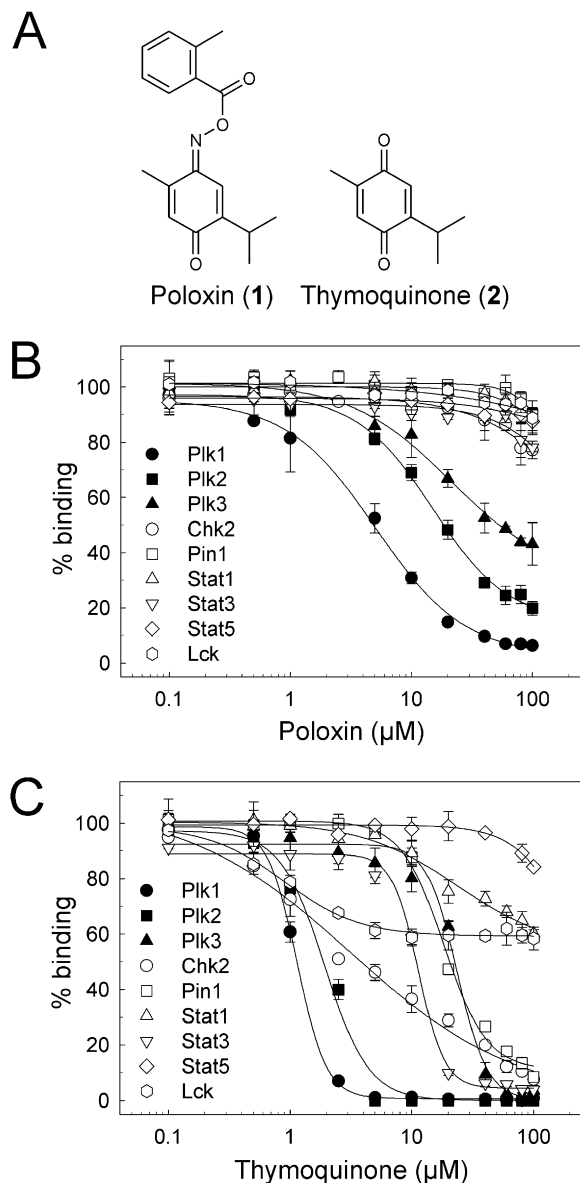 A
O
O
N
O
O
O
Poloxin (1) Thymoquinone (2)
B
% binding
100
80
60
40
20
0
Plk1
Plk2
Plk3
Chk2
Pin1
Stat1
Stat3
Stat5
Lck
0.1 1 10 100
Poloxin (µM)
C
% binding
100
80
60
40
20
0
Plk1
Plk2
Plk3
Chk2
Pin1
Stat1
Stat3
Stat5
Lck
0.1 1 10 100
Thymoquinone (µM)